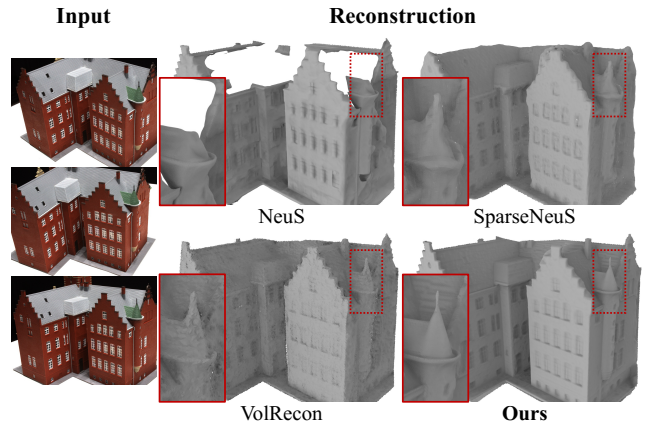 Input
Reconstruction
NeuS
SparseNeuS
VolRecon
Ours